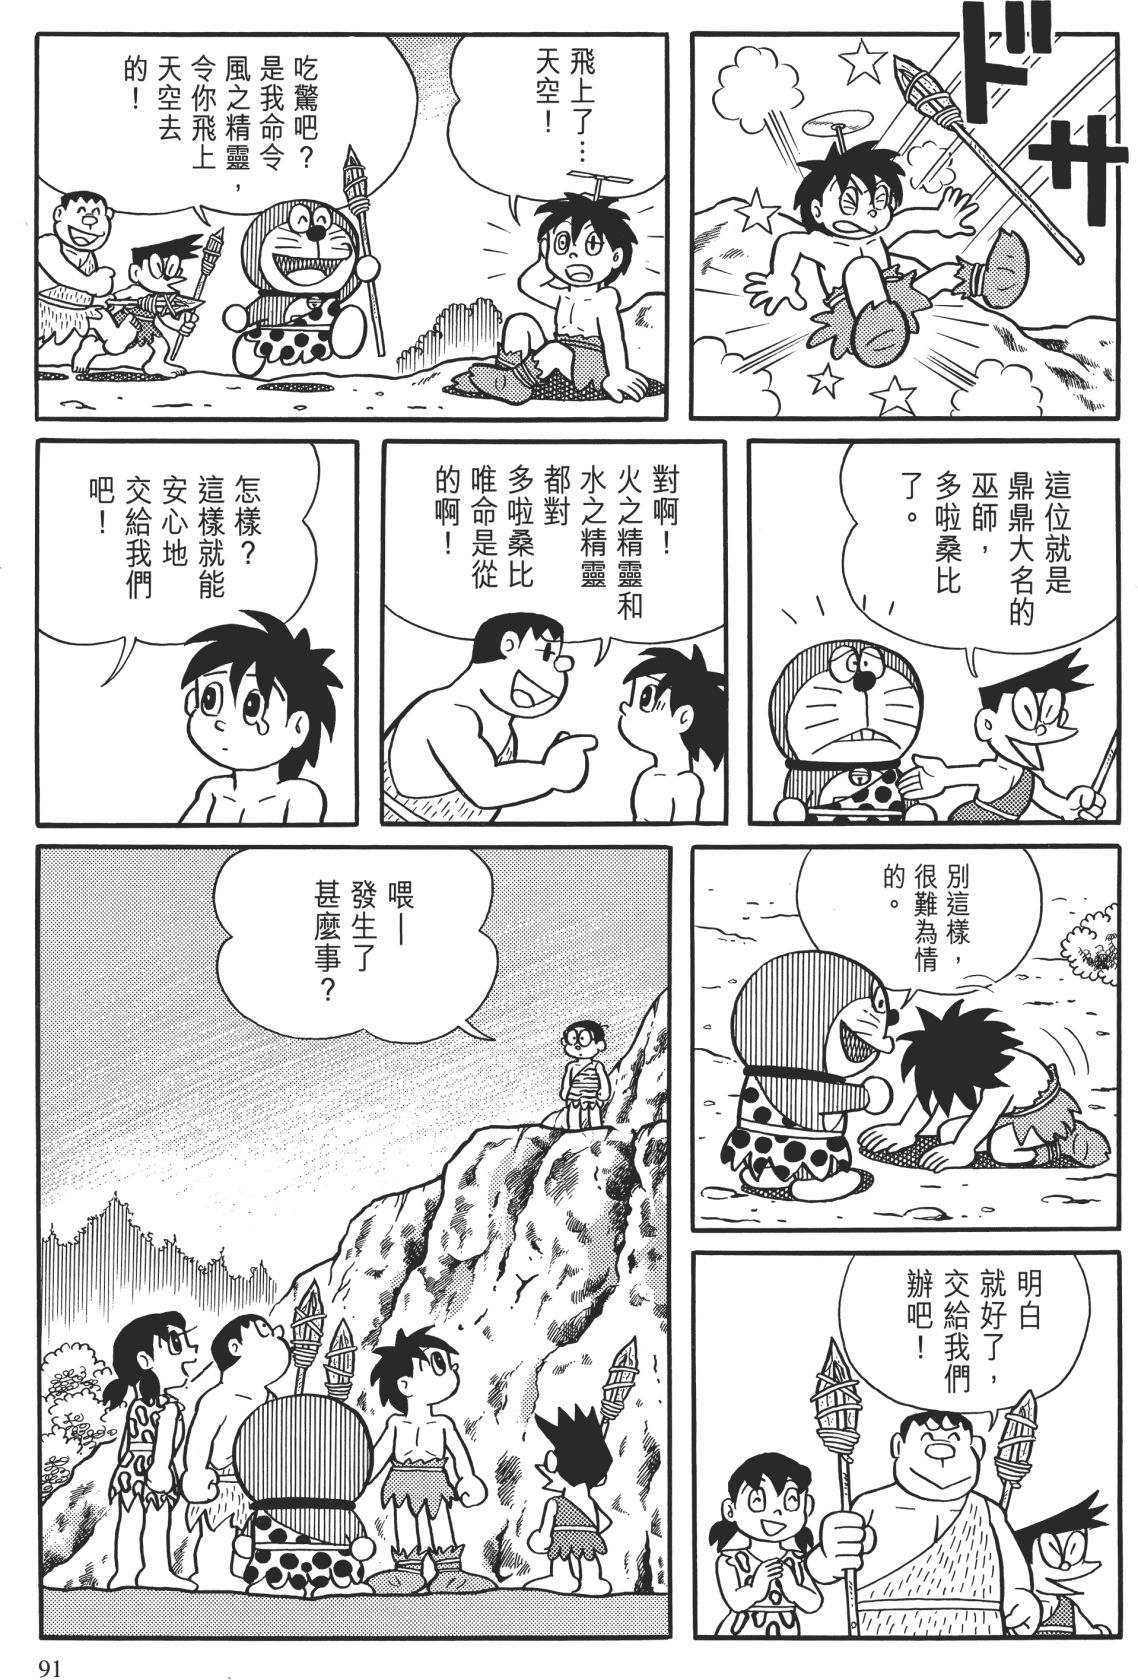 ドサ
飛上了…
天空！
吃驚吧？
是我命令
風之精靈，
令你飛上
天空去
的！
這位就是
鼎鼎大名的
巫師，
多啦桑比
了。
對啊！
火之精靈和
水之精靈
都對
多啦桑比
唯命是從
的啊！
怎樣？
這樣就能
安心地
交給我們
吧！
別這樣，
很難為情
的。
明白
就好了，
交給我們
辦吧！
喂—
發生了
甚麼事？
91